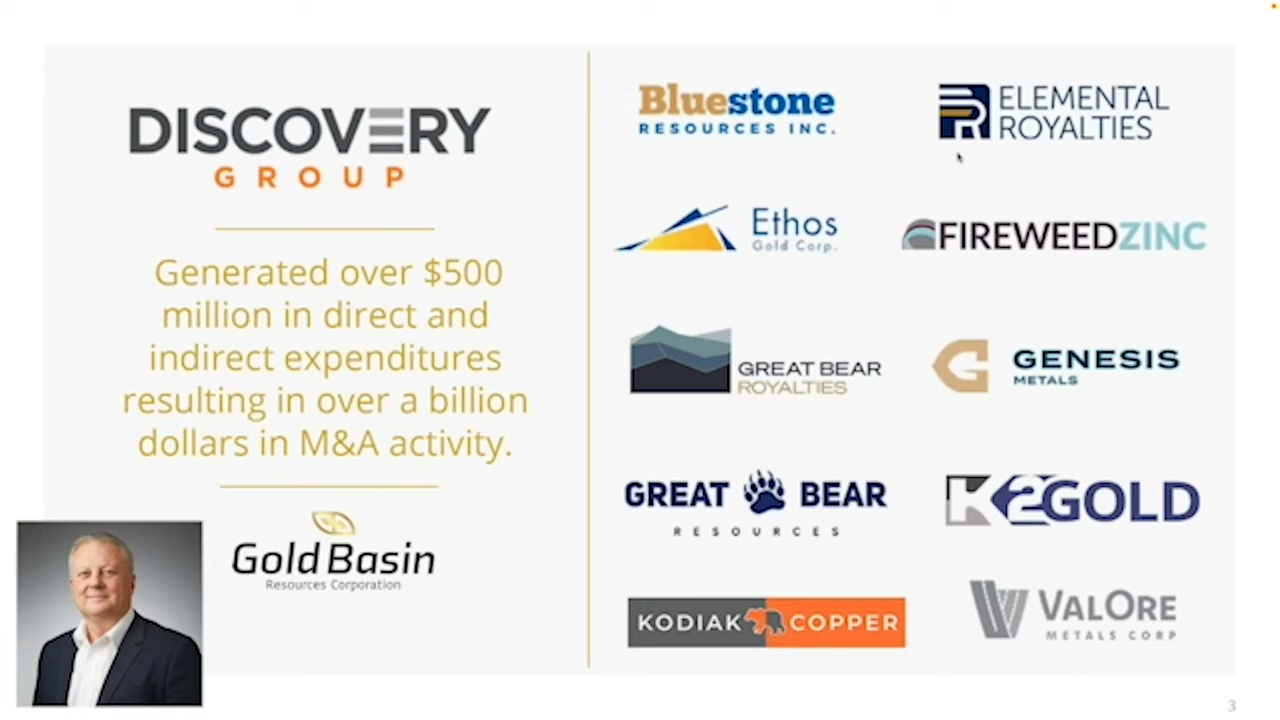 DISCOVERY
GROUP
Generated over $500
million in direct and
indirect expenditures
resulting in over a billion
dollars in M&A activity.
Gold Basin
Resources Corporation
Bluestone
RESOURCES INC.
ELEMENTAL
ROYALTIES
Ethos
Gold Corp.
FIREWEEDZINC
GREAT BEAR
ROYALTIES
GENESIS
METALS
GREAT BEAR
RESOURCES
K2GOLD
KODIAK COPPER
VALORE
METALS CORP
3